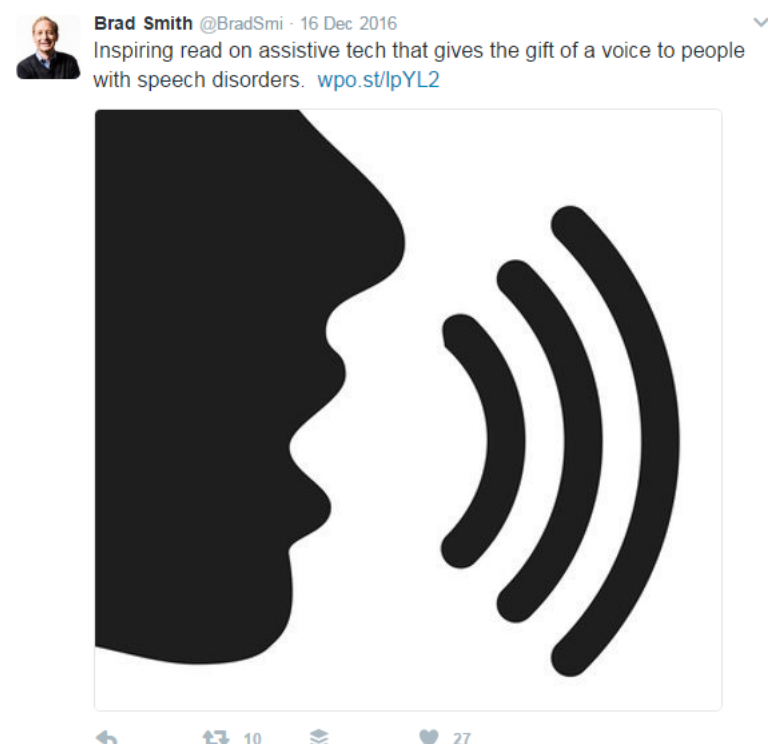 Brad Smith @BradSmi · 16 Dec 2016
Inspiring read on assistive tech that gives the gift of a voice to people
with speech disorders. wpo.st/lpYL2
10 27